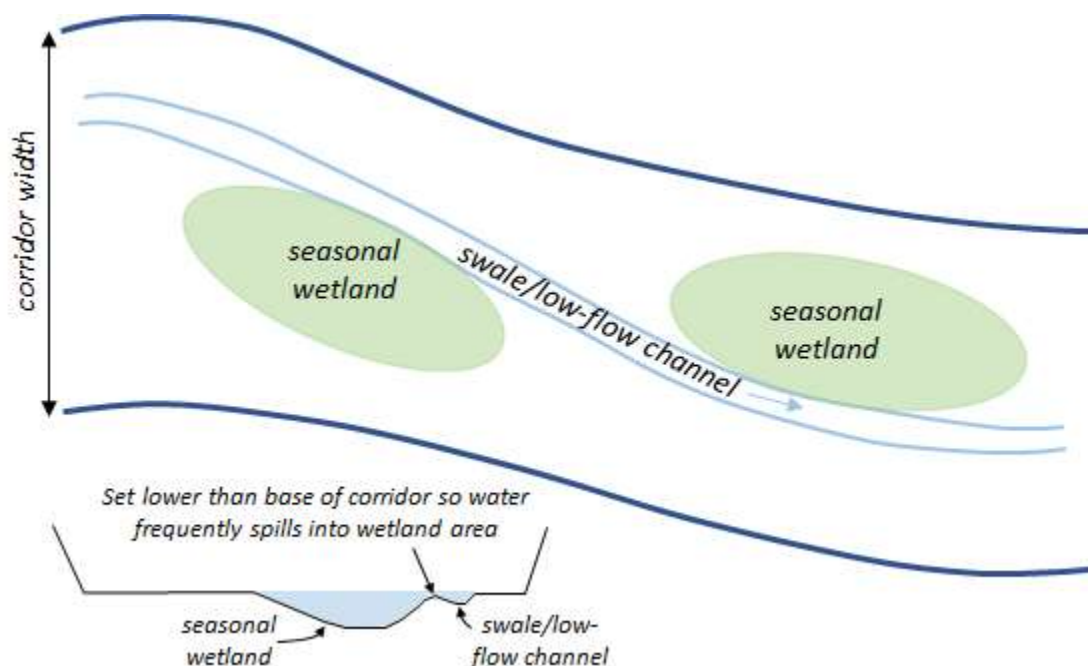 corridor width
seasonal
wetland
swale/low-flow channel
seasonal
wetland
Set lower than base of corridor so water
frequently spills into wetland area
seasonal
wetland
swale/low-
flow channel